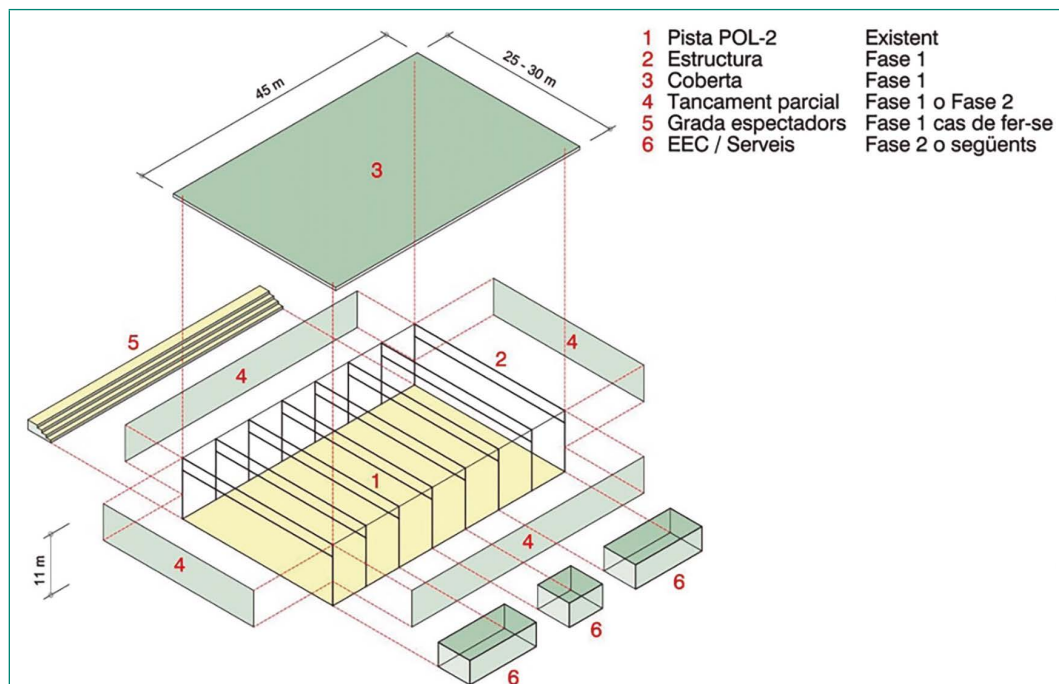 1 Pista POL-2 Existent
2 Estructura Fase 1
3 Coberta Fase 1
4 Tancament parcial Fase 1 o Fase 2
5 Grada espectadors Fase 1 cas de fer-se
6 EEC / Serveis Fase 2 o següents
45 m
25 - 30 m
3
5
4
2
4
1
11 m
4
4
6
6
6